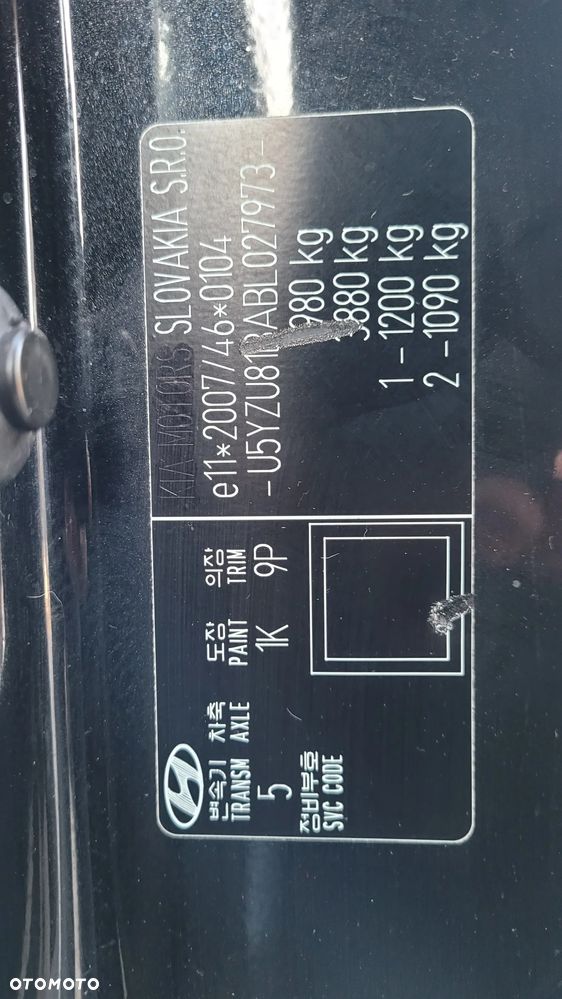 KIA MOTORS SLOVAKIA S.R.O.
e11*2007/46*0104
980 kg
880 kg
1 - 1200 kg
2 - 1090 kg
변속기 차축 도장 의장
TRANSM AXLE PAINT TRIM
5 1K 9P
정비부호
SVC CODE
OTOMOTO